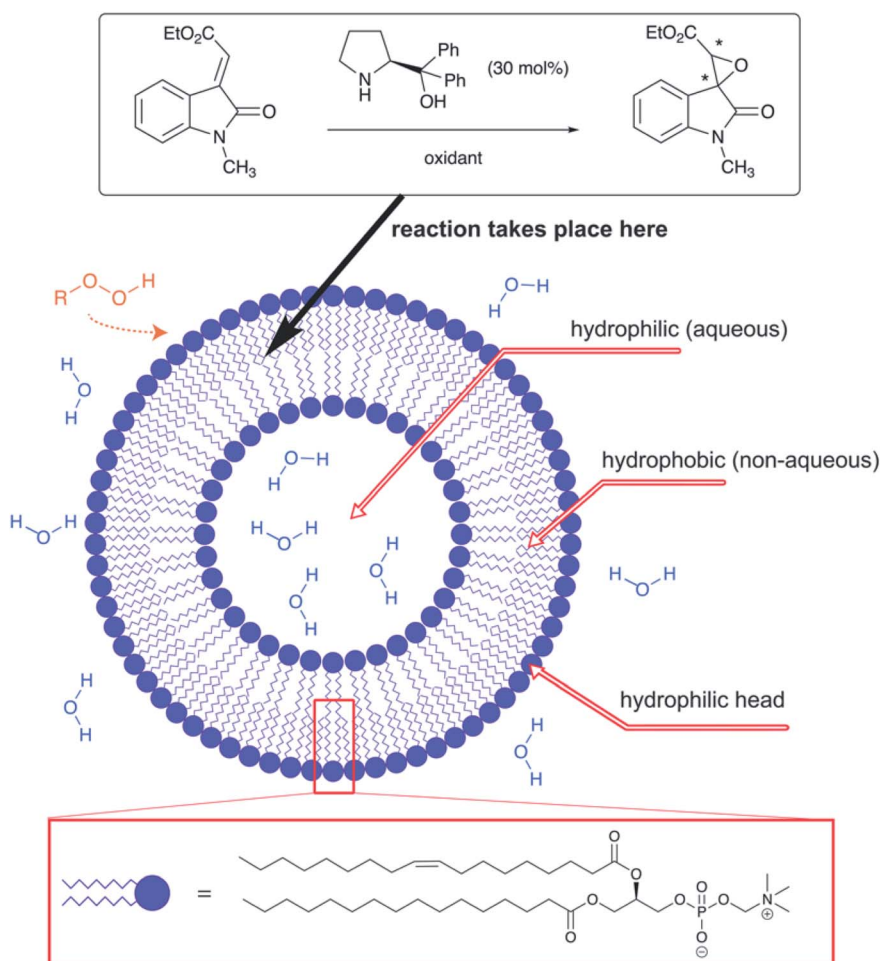 EtO₂C
O
N
CH₃
N
H
Ph
Ph
OH
(30 mol%)
oxidant
EtO₂C
*
*
O
O
N
CH₃
reaction takes place here
R
O
O
H
H
O
H
hydrophilic (aqueous)
H
O
H
H
O
H
hydrophobic (non-aqueous)
H
O
H
H
O
H
H
O
H
H
O
H
H
O
H
hydrophilic head
H
O
H
H
O
H
=
O
O
O
O
O
O
P
O
⊖
O
N
⊕